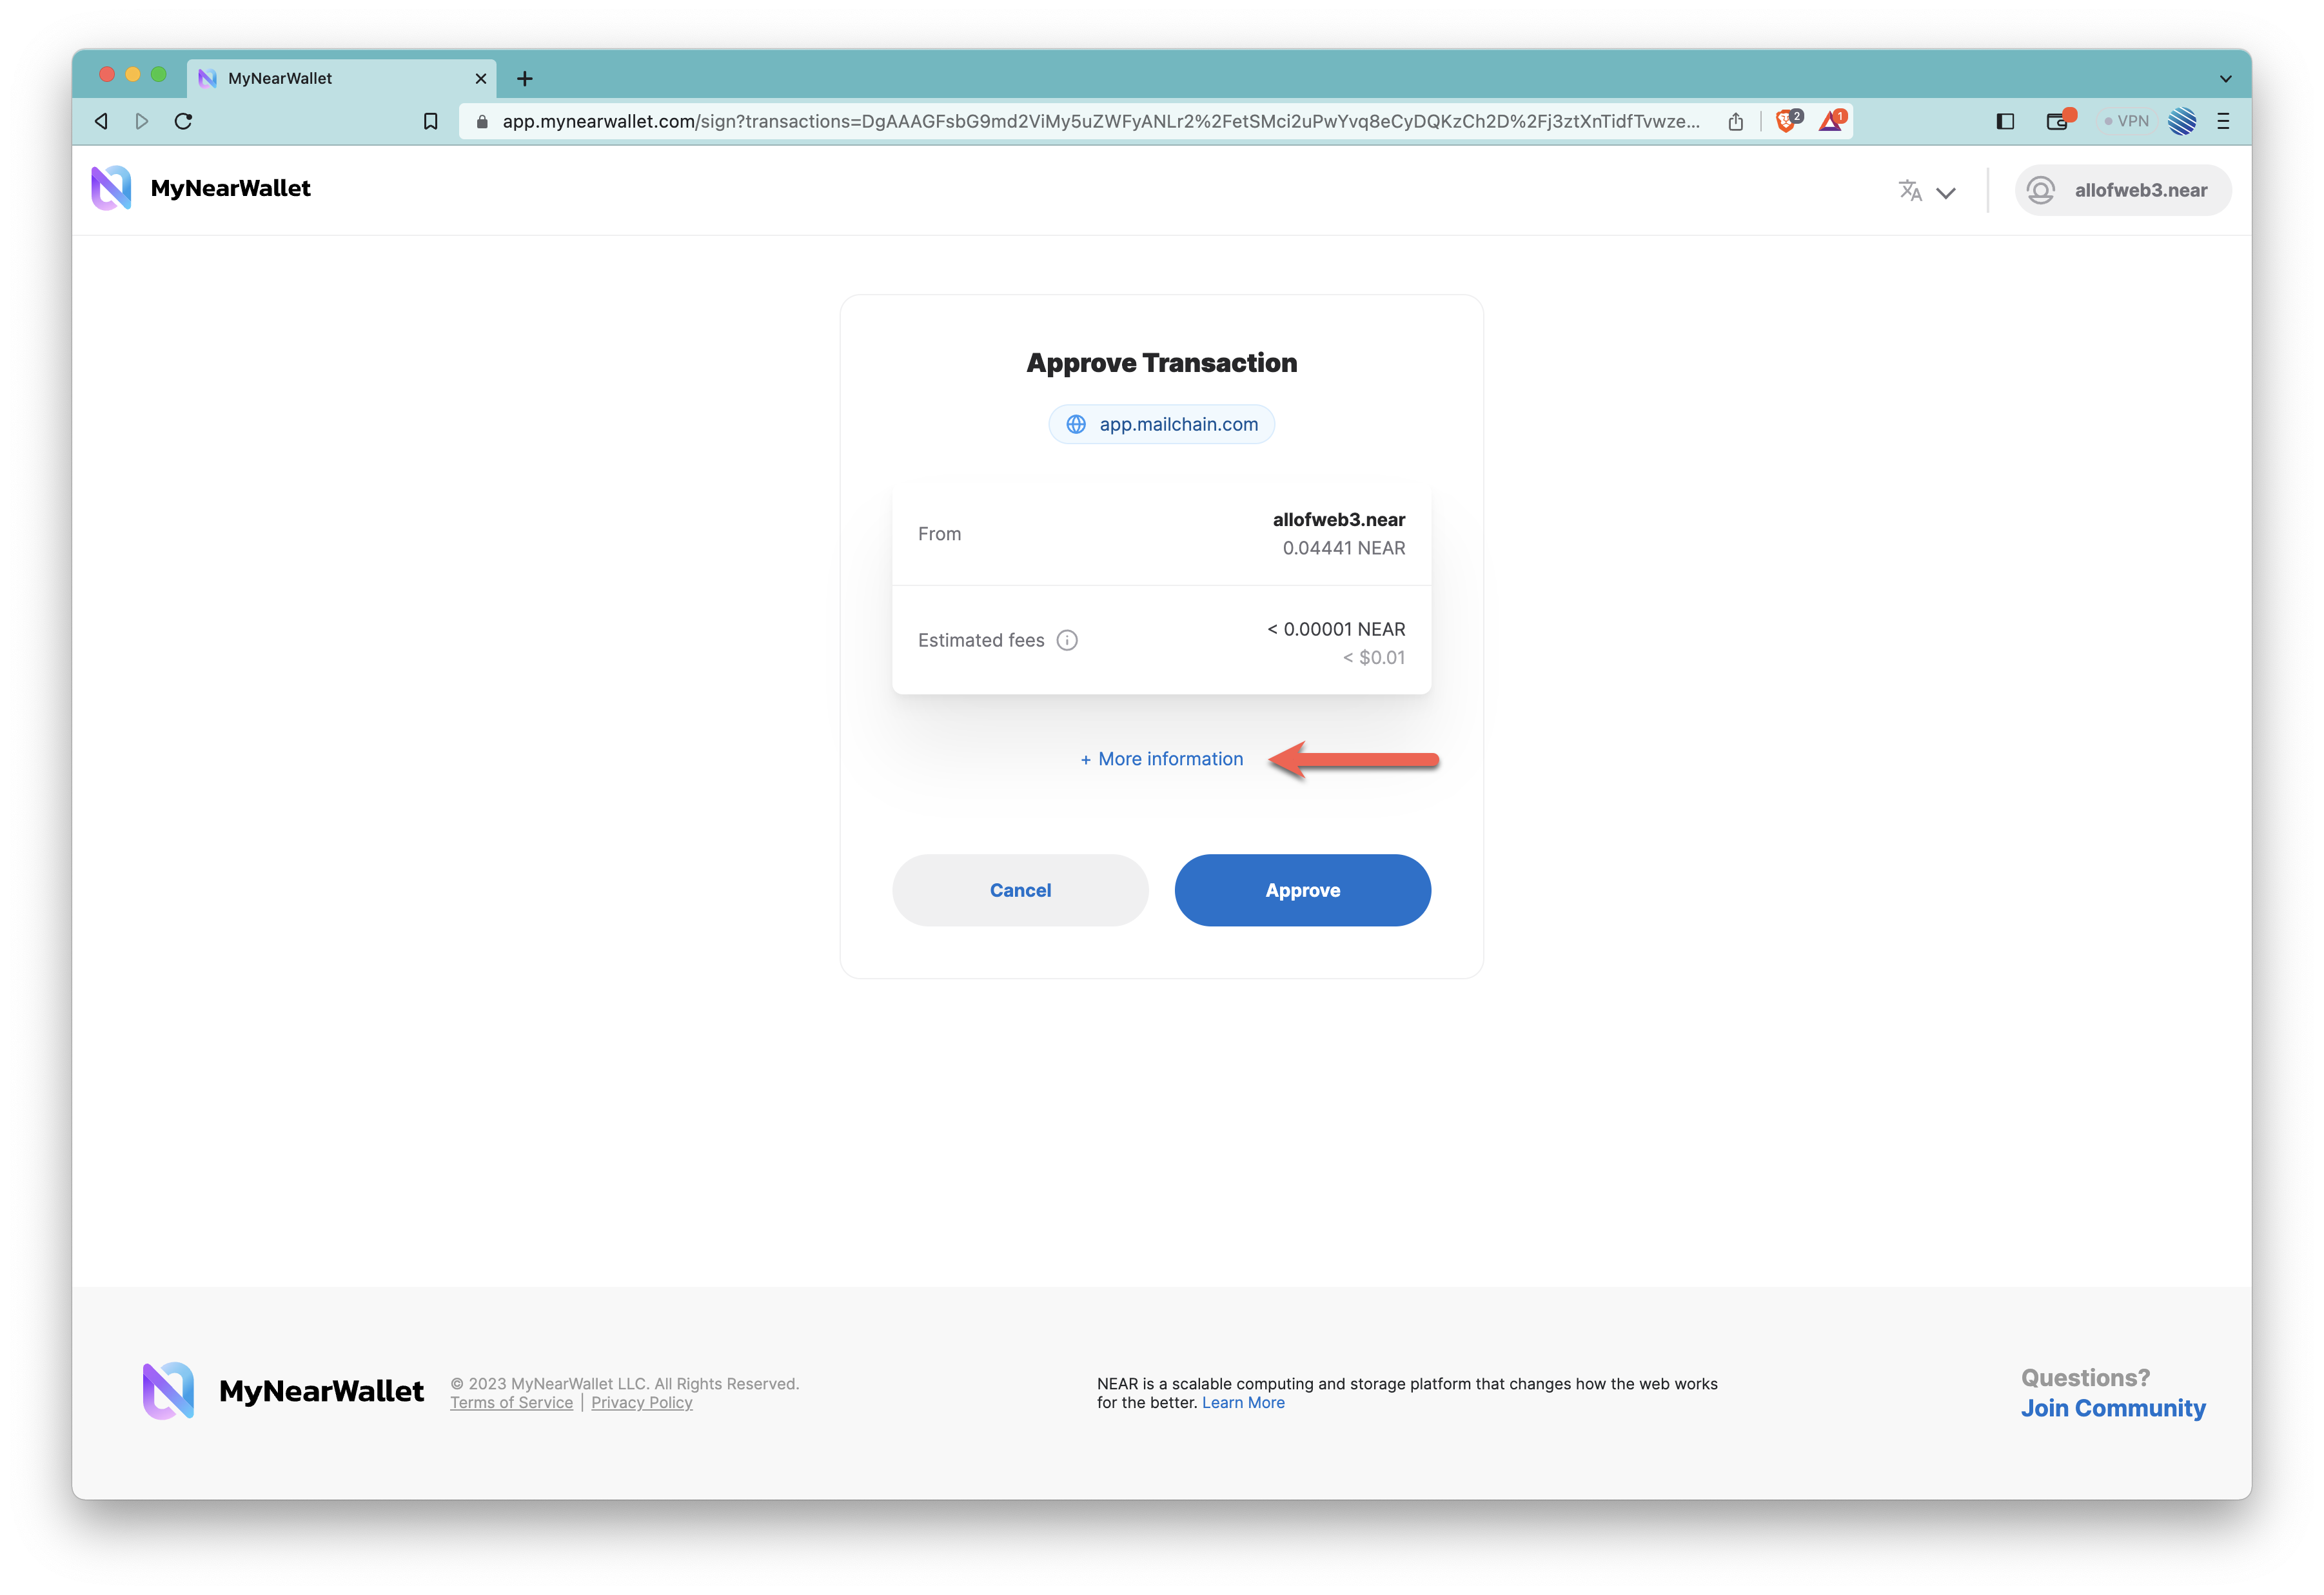 MyNearWallet
app.mynearwallet.com/sign?transactions=DgAAAGFsbG9md2ViMy5uZWFyANLr2%2FetSMci2uPwYvq8eCyDQKzCh2D%2Fj3ztXnTidfTvwze...
2
1
VPN
MyNearWallet
allofweb3.near
Approve Transaction
app.mailchain.com
From
allofweb3.near
0.04441 NEAR
Estimated fees
< 0.00001 NEAR
< $0.01
+ More information
Cancel
Approve
MyNearWallet
© 2023 MyNearWallet LLC. All Rights Reserved.
Terms of Service | Privacy Policy
NEAR is a scalable computing and storage platform that changes how the web works
for the better. Learn More
Questions?
Join Community